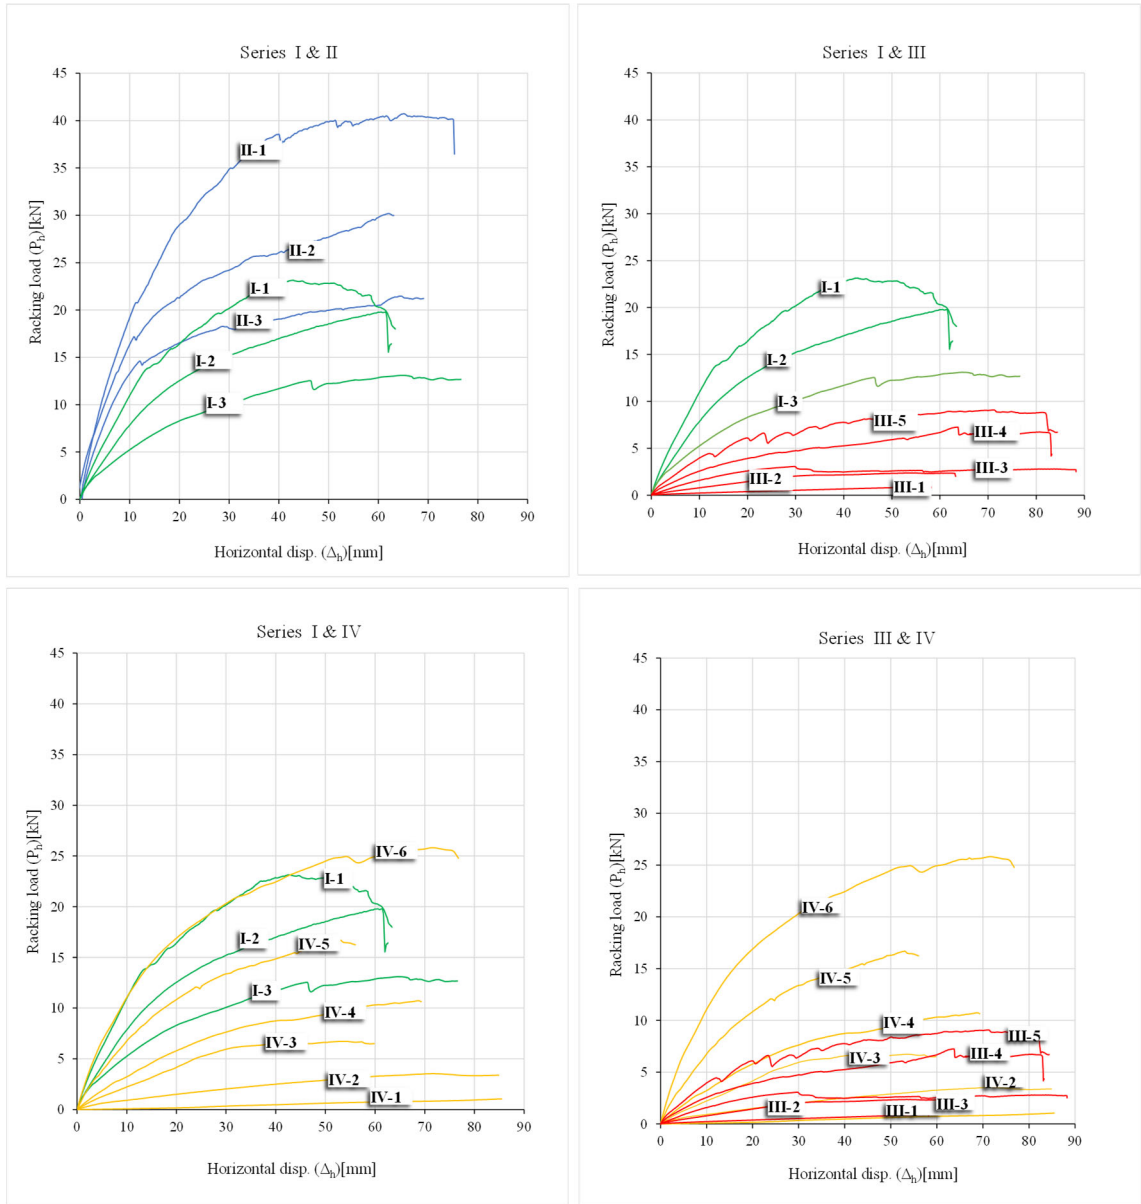 Series I & II
45
40
35
30
25
20
15
10
5
0
0 10 20 30 40 50 60 70 80 90
Racking load (Pₕ)[kN]
Horizontal disp. (Δₕ)[mm]
II-1
II-2
I-1
II-3
I-2
I-3
Series I & III
45
40
35
30
25
20
15
10
5
0
0 10 20 30 40 50 60 70 80 90
Racking load (Pₕ)[kN]
Horizontal disp. (Δₕ)[mm]
I-1
I-2
I-3
III-5
III-4
III-3
III-2
III-1
Series I & IV
45
40
35
30
25
20
15
10
5
0
0 10 20 30 40 50 60 70 80 90
Racking load (Pₕ)[kN]
Horizontal disp. (Δₕ)[mm]
IV-6
I-1
I-2
IV-5
I-3
IV-4
IV-3
IV-2
IV-1
Series III & IV
45
40
35
30
25
20
15
10
5
0
0 10 20 30 40 50 60 70 80 90
Racking load (Pₕ)[kN]
Horizontal disp. (Δₕ)[mm]
IV-6
IV-5
IV-4
III-5
IV-3
III-4
IV-2
III-2
III-1
III-3